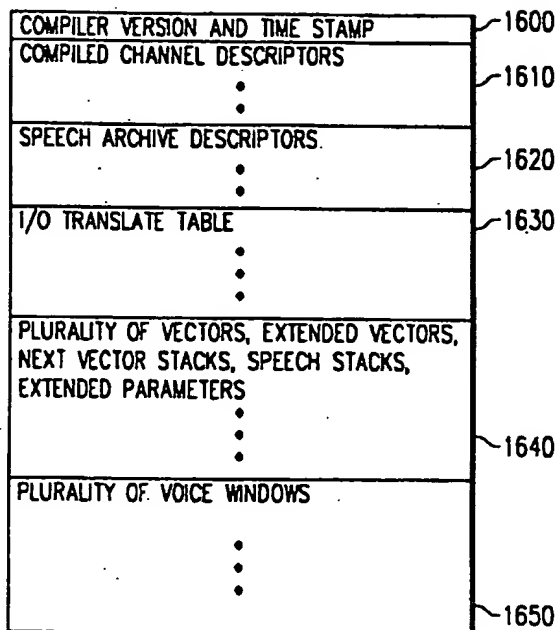 COMPILER VERSION AND TIME STAMP 1600
COMPILED CHANNEL DESCRIPTORS 1610
SPEECH ARCHIVE DESCRIPTORS. 1620
I/O TRANSLATE TABLE 1630
PLURALITY OF VECTORS, EXTENDED VECTORS,
NEXT VECTOR STACKS, SPEECH STACKS,
EXTENDED PARAMETERS
1640
PLURALITY OF VOICE WINDOWS
1650